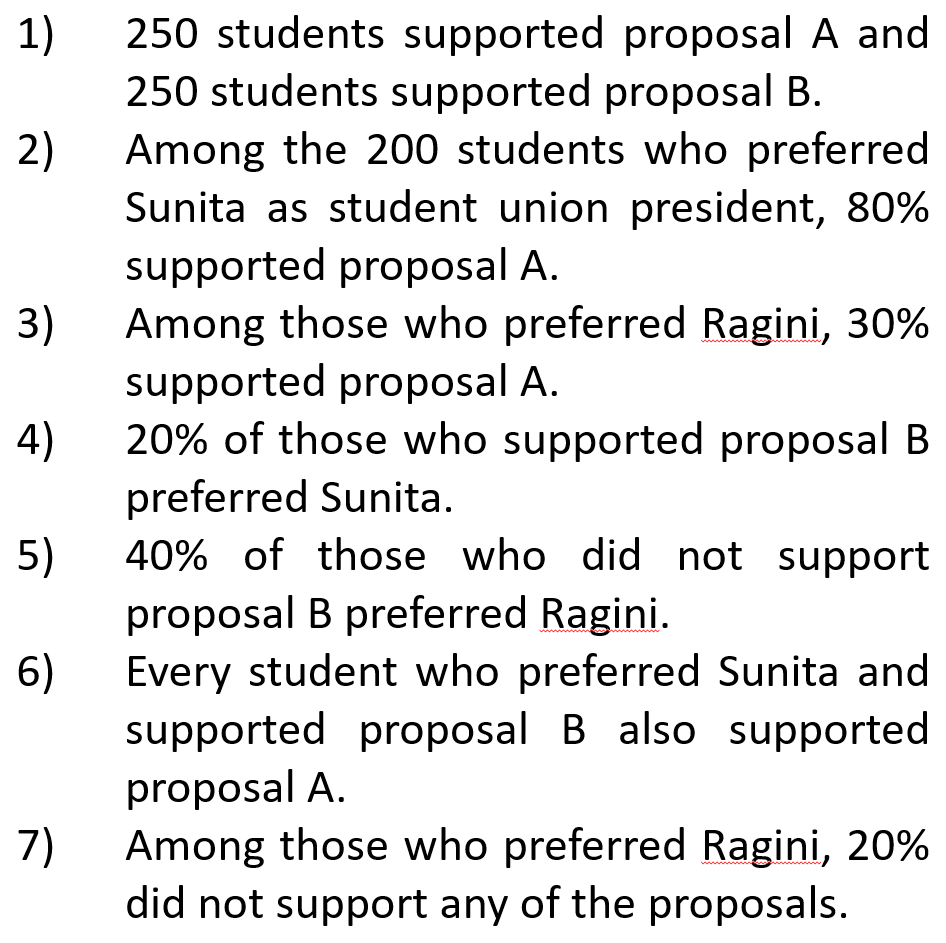 1) 250 students supported proposal A and
250 students supported proposal B.
2) Among the 200 students who preferred
Sunita as student union president, 80%
supported proposal A.
3) Among those who preferred Ragini, 30%
supported proposal A.
4) 20% of those who supported proposal B
preferred Sunita.
5) 40% of those who did not support
proposal B preferred Ragini.
6) Every student who preferred Sunita and
supported proposal B also supported
proposal A.
7) Among those who preferred Ragini, 20%
did not support any of the proposals.